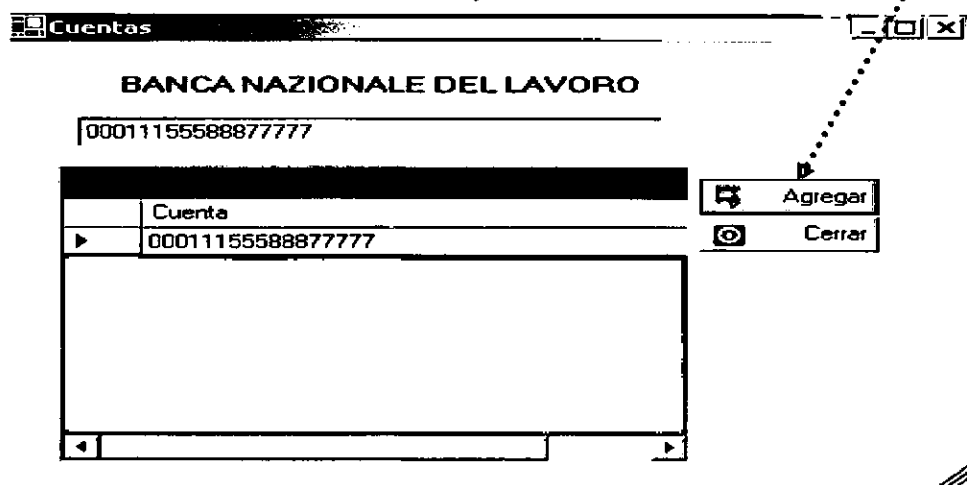 Cuentas
BANCA NAZIONALE DEL LAVORO
00011155588877777
Agregar
Cuenta
00011155588877777
Cerrar